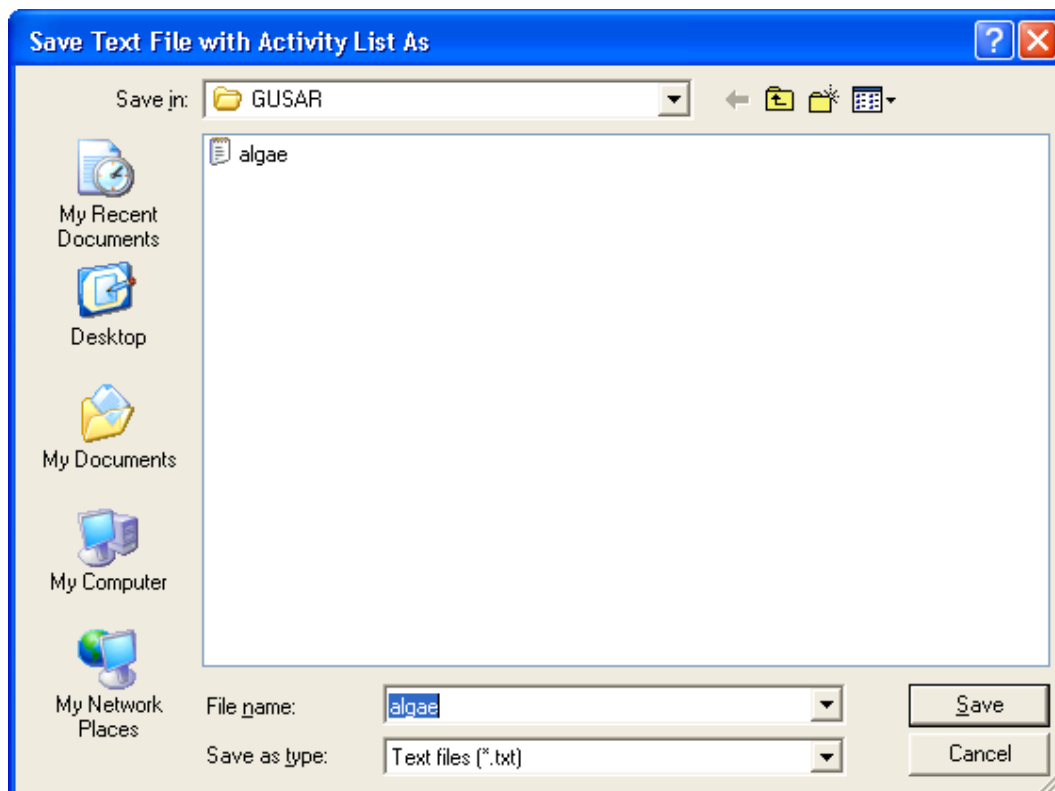 Save Text File with Activity List As
Save in:
GUSAR
algae
My Recent
Documents
Desktop
My Documents
My Computer
My Network
Places
File name:
algae
Save
Save as type:
Text files (*.txt)
Cancel